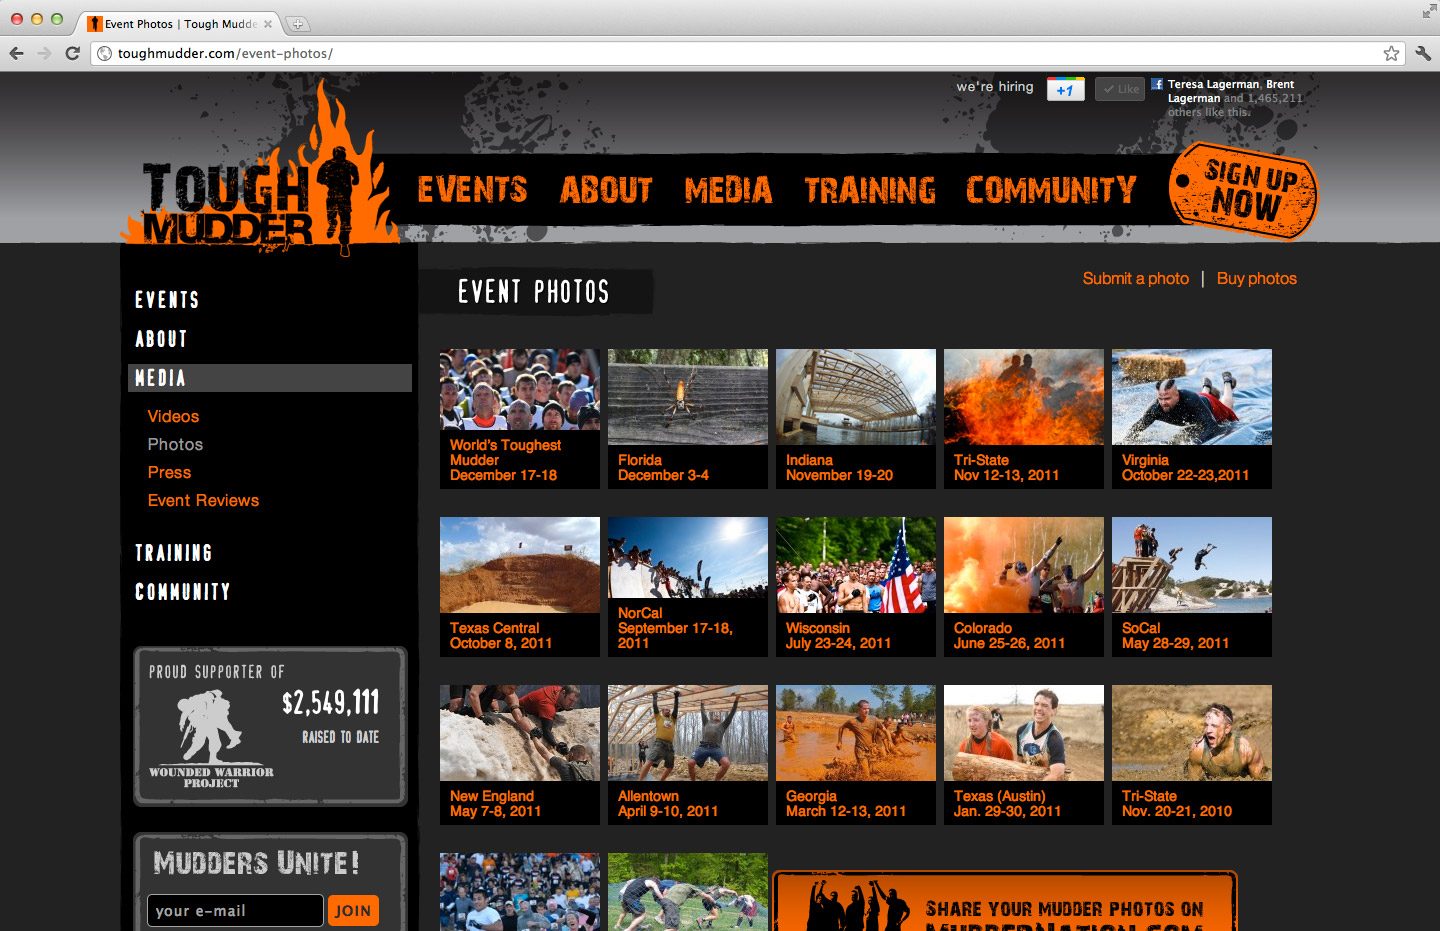 Event Photos | Tough Mudde
toughmudder.com/event-photos/
we're hiring
+1
Like
Teresa Lagerman, Brent
Lagerman and 1,465,211
others like this.
TOUGH
MUDDER
EVENTS
ABOUT
MEDIA
TRAINING
COMMUNITY
SIGN UP
NOW
EVENTS
ABOUT
MEDIA
Videos
Photos
Press
Event Reviews
TRAINING
COMMUNITY
PROUD SUPPORTER OF
$2,549,111
RAISED TO DATE
WOUNDED WARRIOR
PROJECT
MUDDERS UNITE!
your e-mail
JOIN
EVENT PHOTOS
Submit a photo | Buy photos
World's Toughest
Mudder
December 17-18
Florida
December 3-4
Indiana
November 19-20
Tri-State
Nov 12-13, 2011
Virginia
October 22-23,2011
Texas Central
October 8, 2011
NorCal
September 17-18,
2011
Wisconsin
July 23-24, 2011
Colorado
June 25-26, 2011
SoCal
May 28-29, 2011
New England
May 7-8, 2011
Allentown
April 9-10, 2011
Georgia
March 12-13, 2011
Texas (Austin)
Jan. 29-30, 2011
Tri-State
Nov. 20-21, 2010
SHARE YOUR MUDDER PHOTOS ON
MUDDERNATION.COM